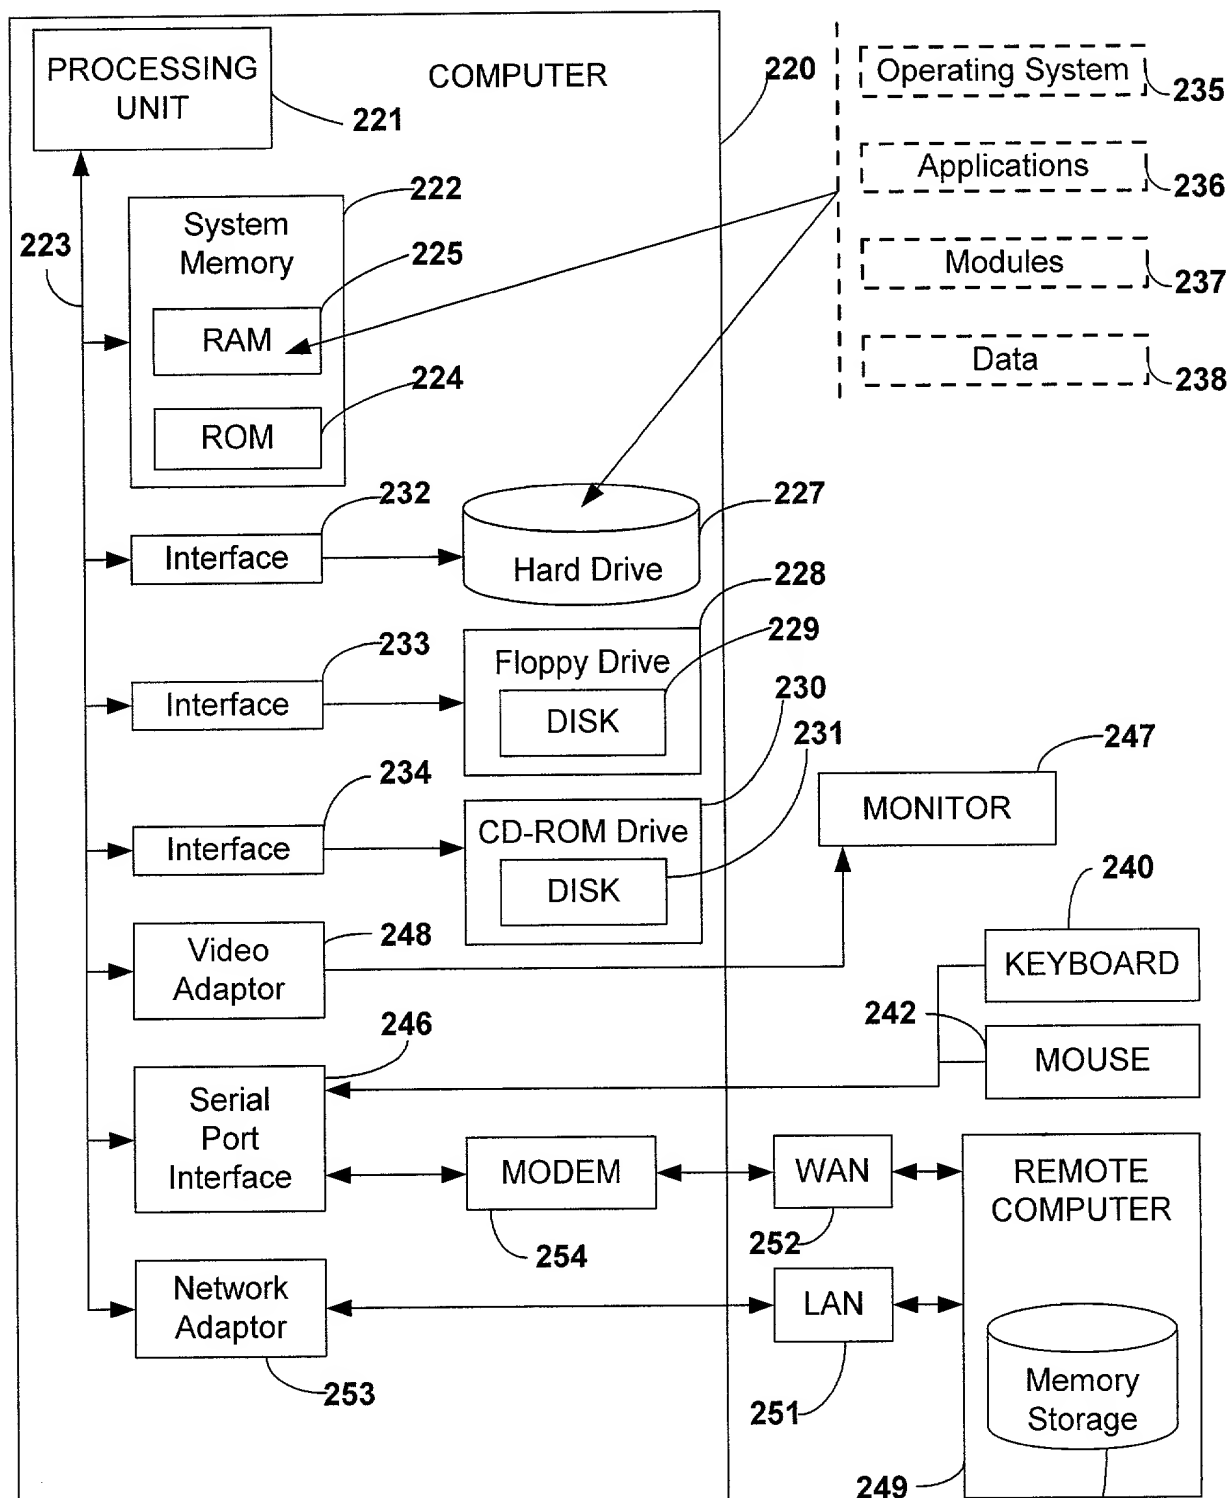 PROCESSING
UNIT
COMPUTER
221
220
Operating System
235
Applications
236
Modules
237
Data
238
222
System
Memory
223
225
RAM
224
ROM
232
Interface
227
Hard Drive
228
233
Interface
229
Floppy Drive
DISK
230
231
234
Interface
CD-ROM Drive
DISK
247
MONITOR
248
Video
Adaptor
240
KEYBOARD
242
MOUSE
246
Serial
Port
Interface
MODEM
254
WAN
252
REMOTE
COMPUTER
Network
Adaptor
253
LAN
251
Memory
Storage
249